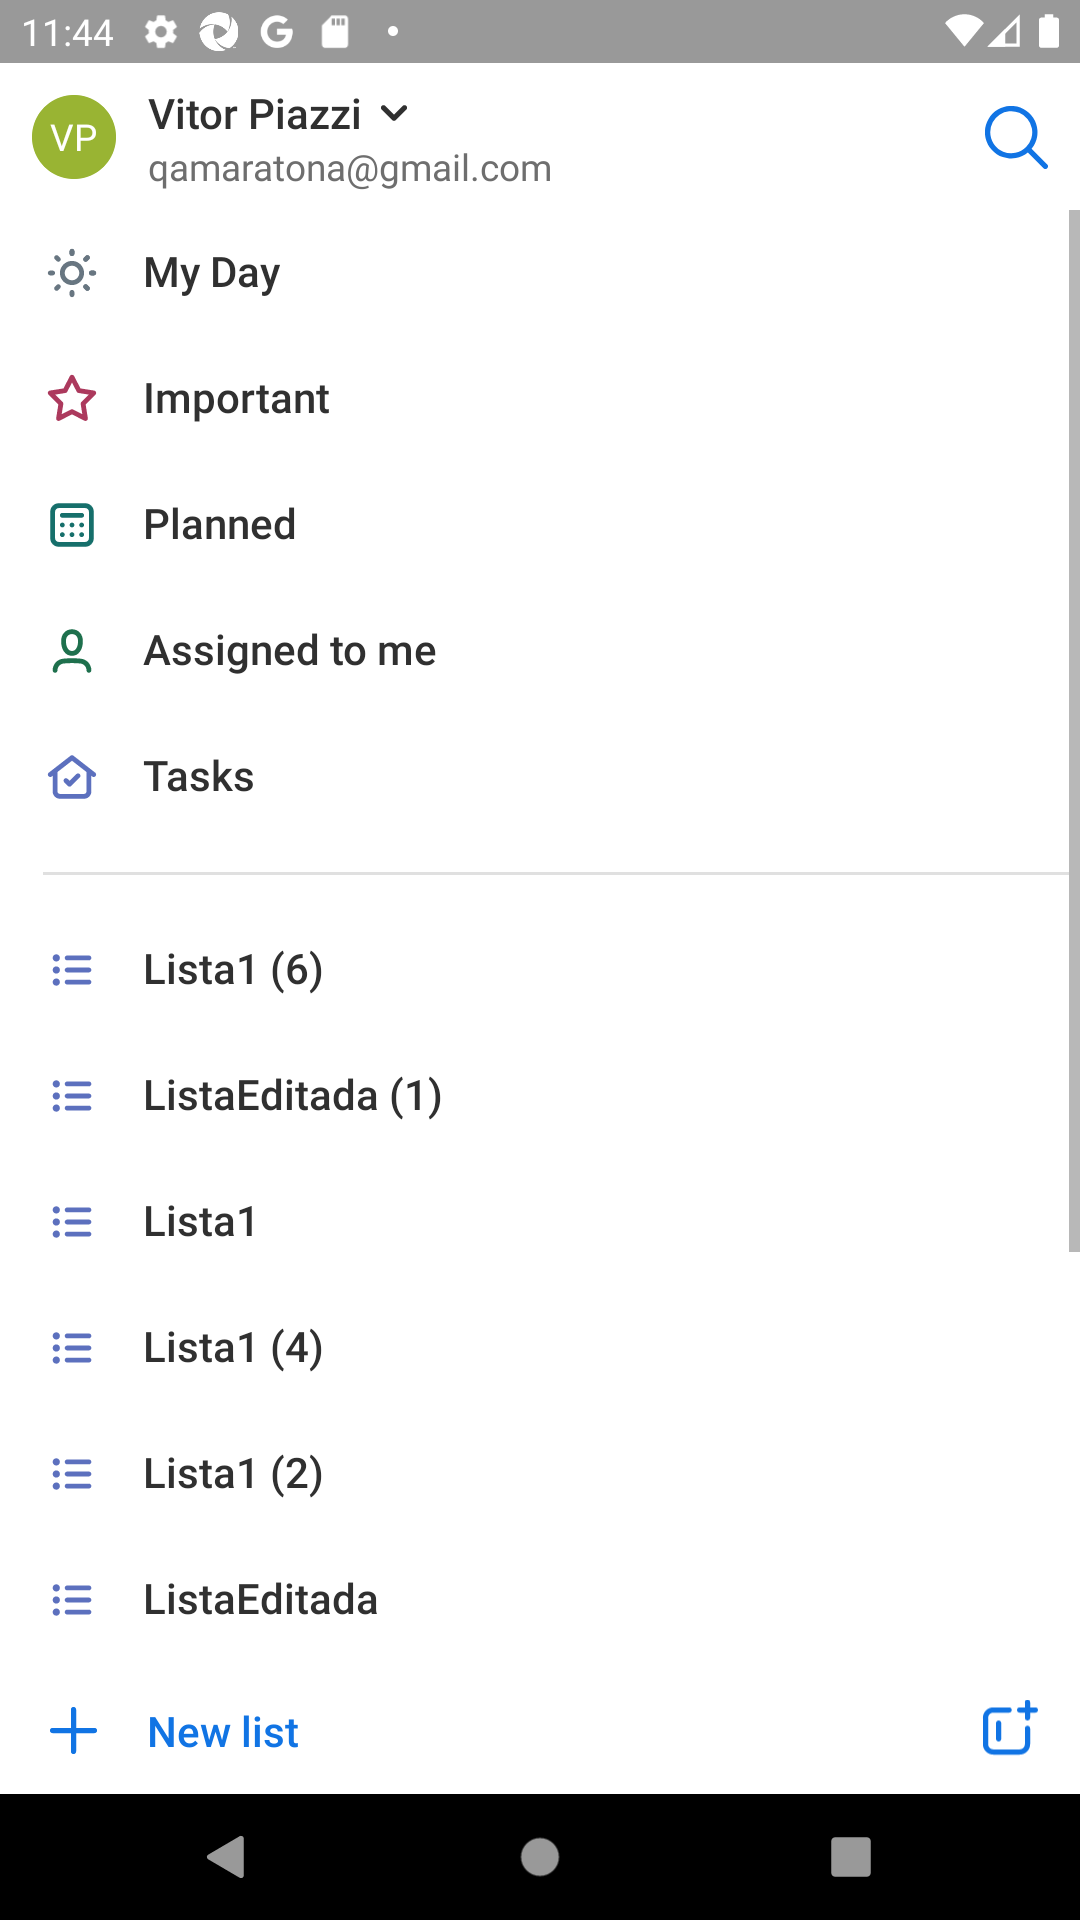 11:44
VP
Vitor Piazzi
qamaratona@gmail.com
My Day
Important
Planned
Assigned to me
Tasks
Lista1 (6)
ListaEditada (1)
Lista1
Lista1 (4)
Lista1 (2)
ListaEditada
New list